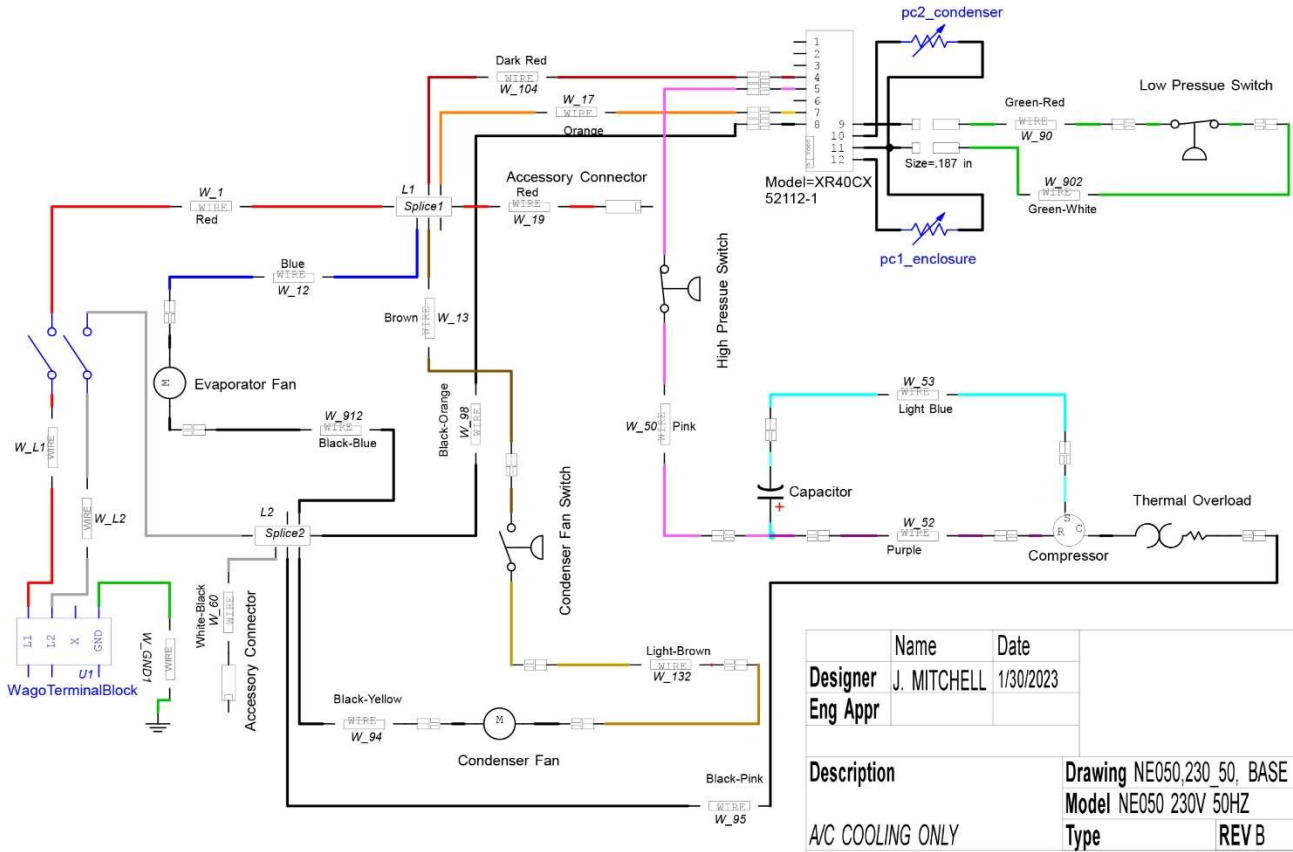 pc2_condenser
1
2
3
4
5
6
7
8
9
10
11
12
Model=XR40CX
52112-1
Dark Red
WIRE
W_104
W_17
WIRE
Orange
Green-Red
WIRE
W_90
Low Pressue Switch
Size=.187 in
W_902
WIRE
Green-White
pc1_enclosure
W_1
WIRE
Red
L1
Splice1
Accessory Connector
Red
WIRE
W_19
Blue
WIRE
W_12
Brown
WIRE
W_13
High Pressue Switch
M
Evaporator Fan
W_912
WIRE
Black-Blue
Black-Orange
W_98
WIRE
W_50
WIRE
Pink
W_53
WIRE
Light Blue
W_L1
WIRE
W_L2
WIRE
Capacitor
+
Thermal Overload
W_52
WIRE
Purple
S
R
C
Compressor
L2
Splice2
Condenser Fan Switch
White-Black
W_60
WIRE
Accessory Connector
L1
L2
X
GND
U1
WagoTerminalBlock
W_GND1
WIRE
Light-Brown
WIRE
W_132
Black-Yellow
WIRE
W_94
M
Condenser Fan
Black-Pink
WIRE
W_95
Name Date
Designer J. MITCHELL 1/30/2023
Eng Appr
Description
A/C COOLING ONLY
Drawing NE050,230_50, BASE
Model NE050 230V 50HZ
Type REV B